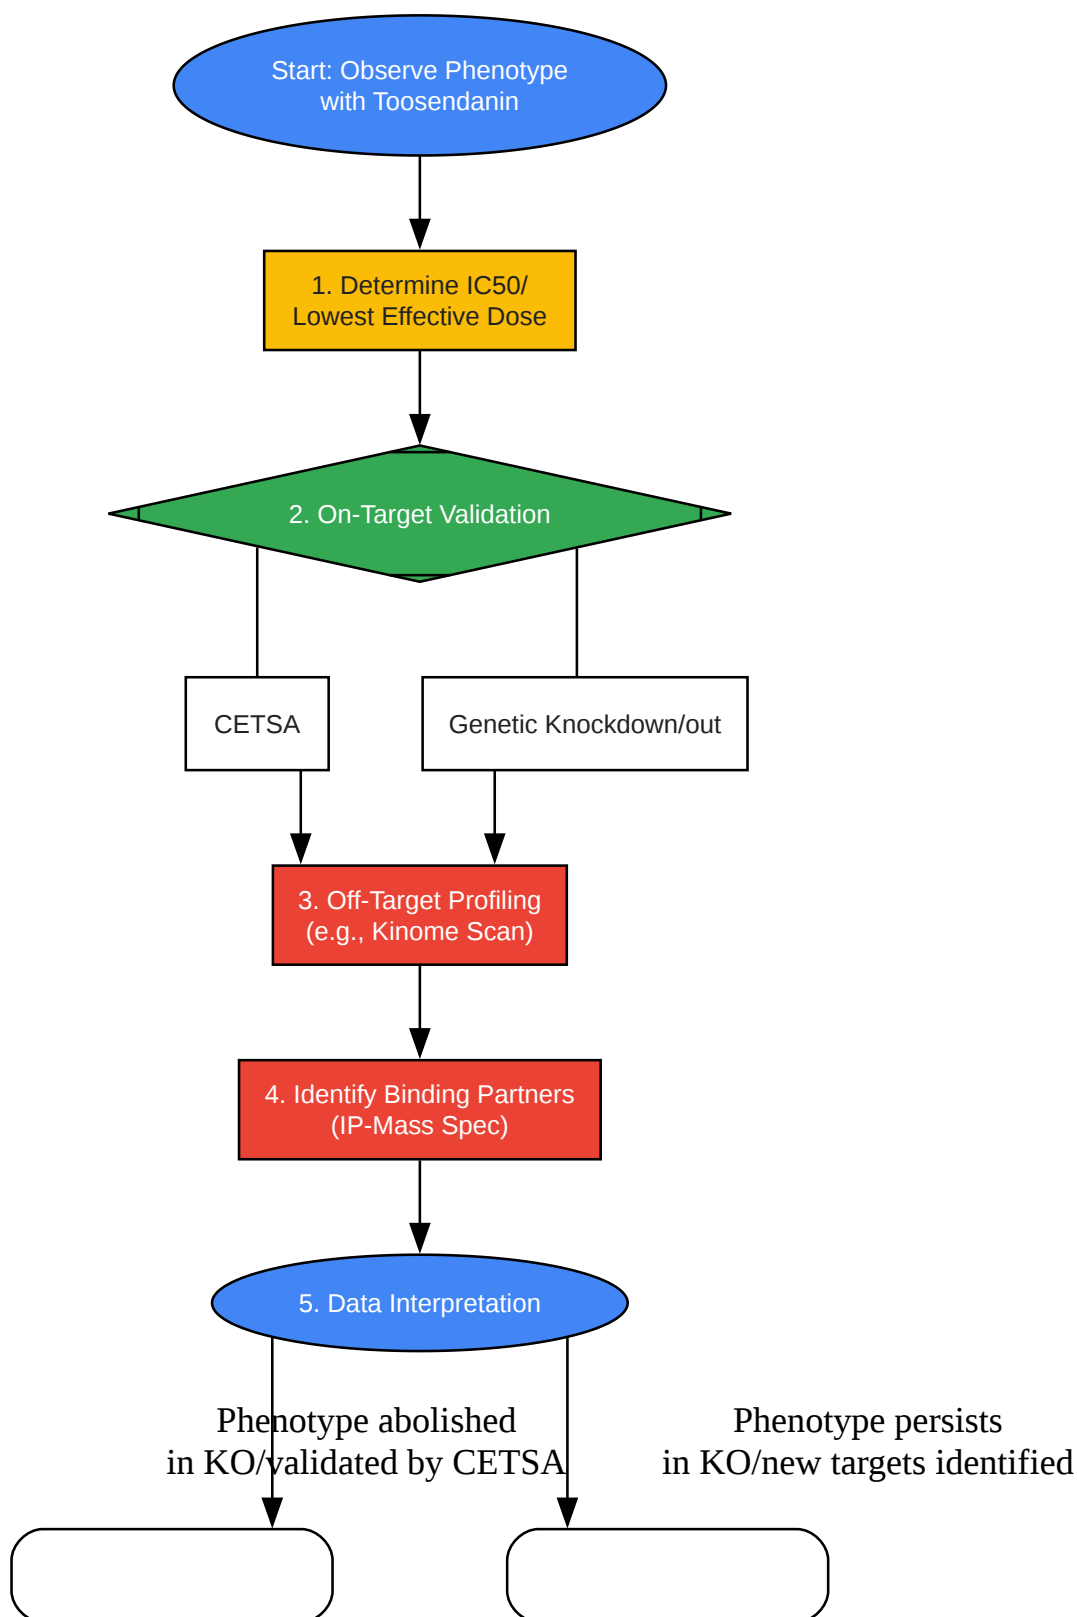 Start: Observe Phenotype
with Toosendanin
1. Determine IC50/
Lowest Effective Dose
2. On-Target Validation
CETSA
Genetic Knockdown/out
3. Off-Target Profiling
(e.g., Kinome Scan)
4. Identify Binding Partners
(IP-Mass Spec)
5. Data Interpretation
Phenotype abolished
in KO/validated by CETSA
Phenotype persists
in KO/new targets identified